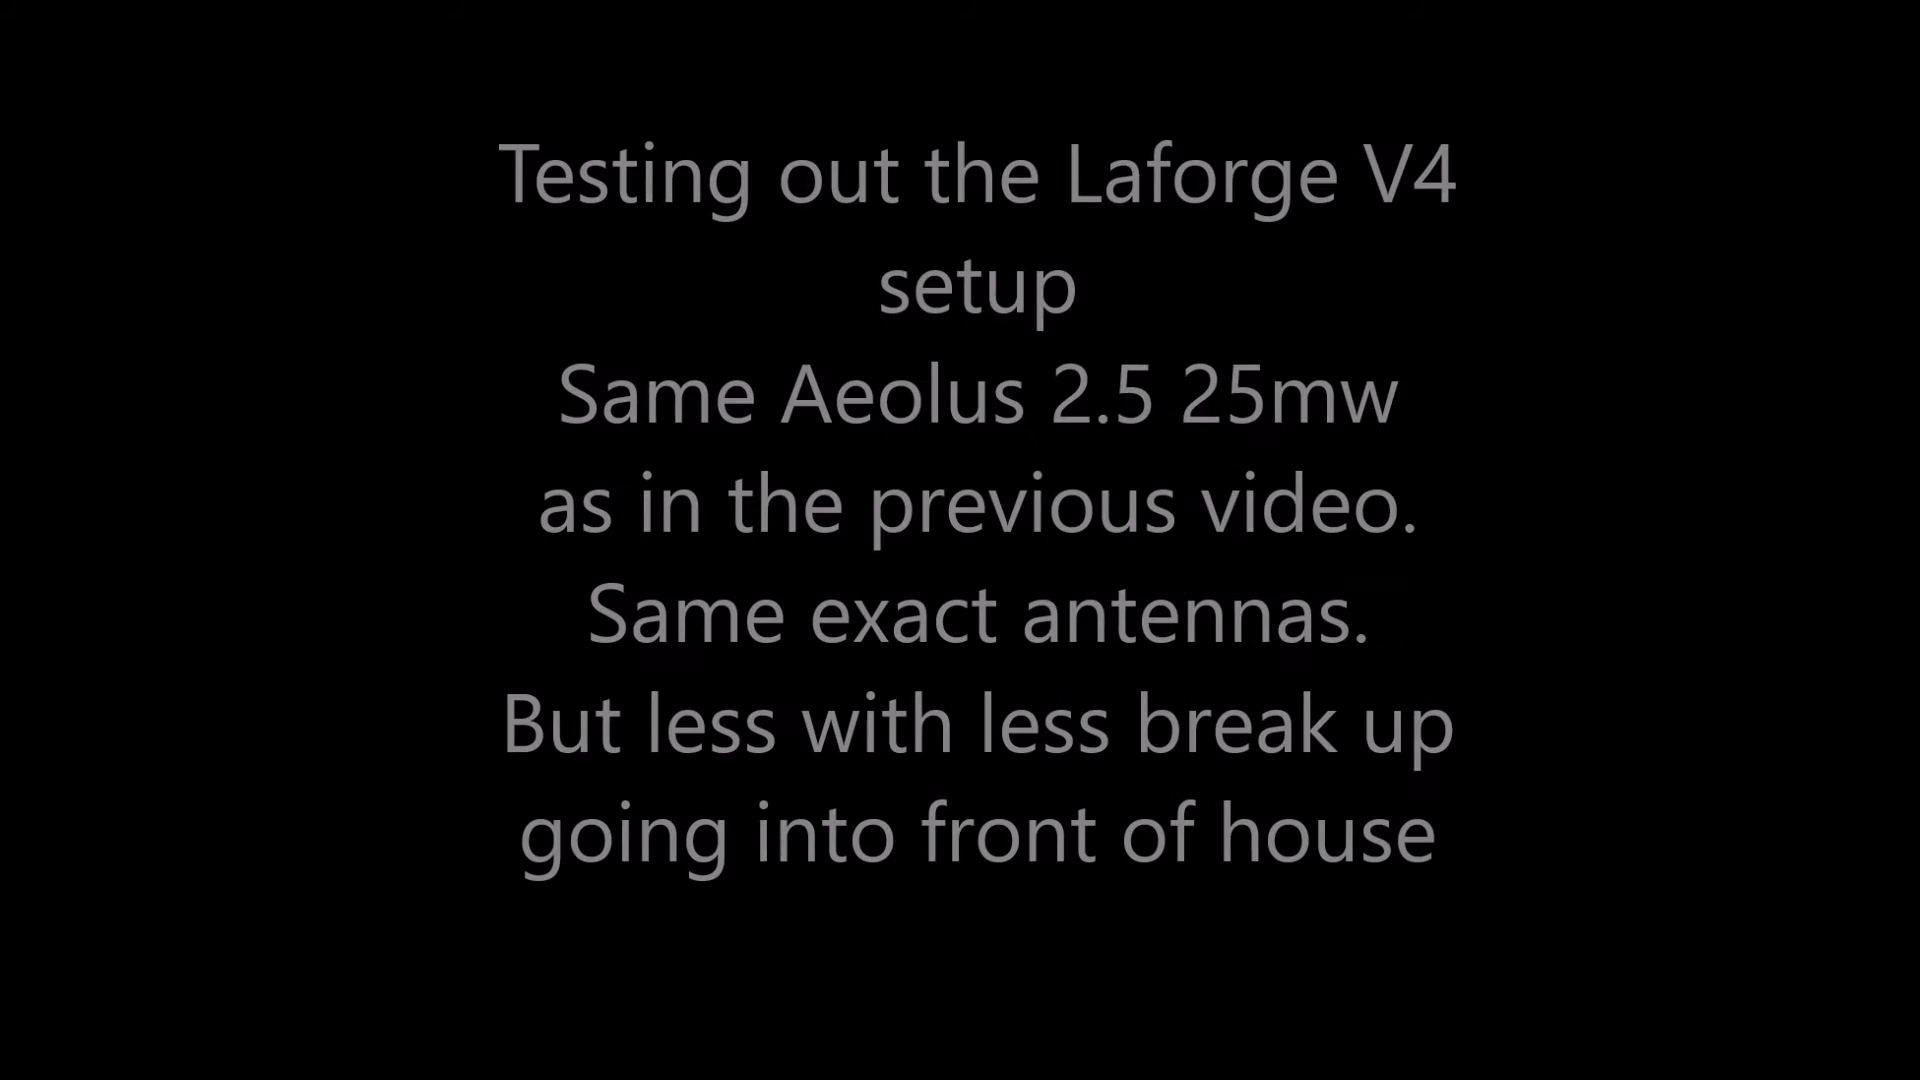 Testing out the Laforge V4
setup
Same Aeolus 2.5 25mw
as in the previous video.
Same exact antennas.
But less with less break up
going into front of house